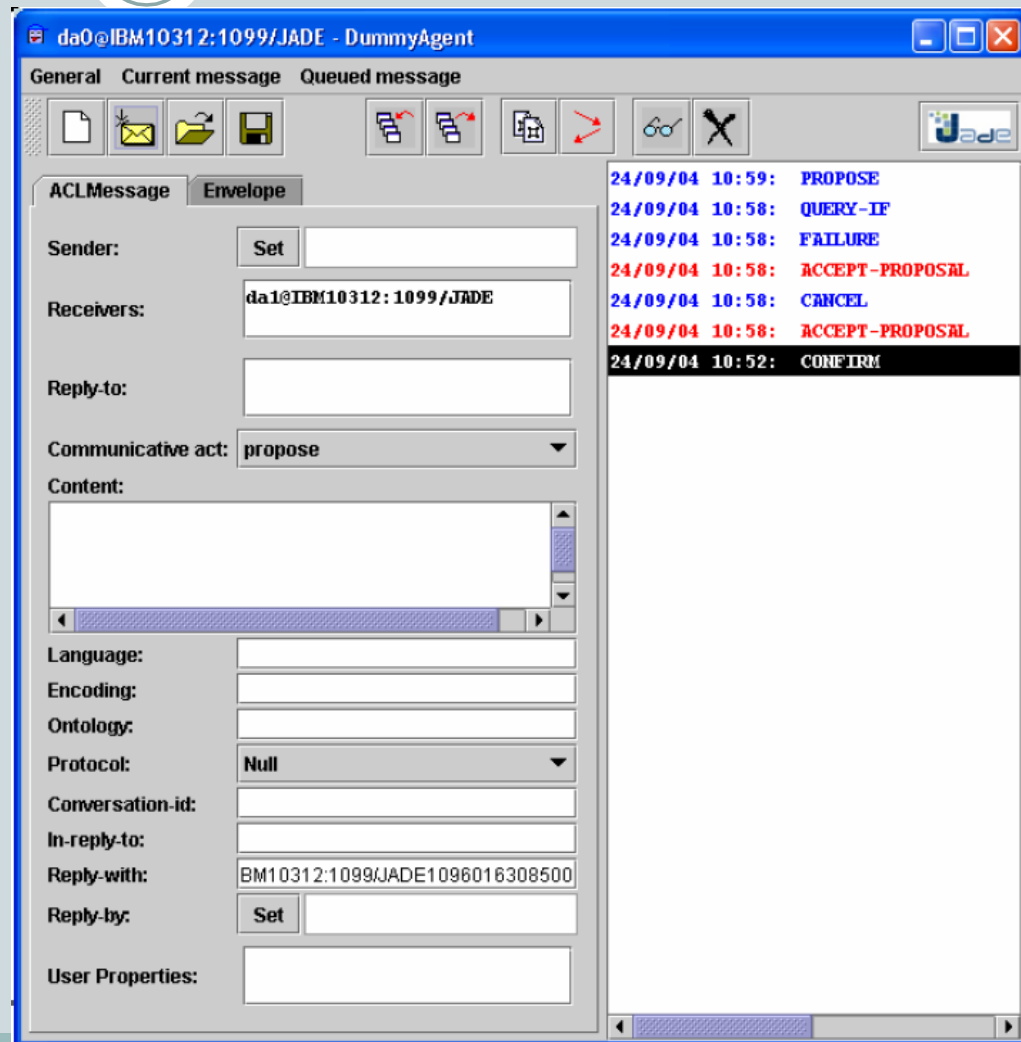 da0@IBM10312:1099/JADE - DummyAgent
General Current message Queued message
Jade
ACLMessage Envelope
Sender: Set
Receivers: da1@IBM10312:1099/JADE
Reply-to:
Communicative act: propose
Content:
Language:
Encoding:
Ontology:
Protocol: Null
Conversation-id:
In-reply-to:
Reply-with: BM10312:1099/JADE1096016308500
Reply-by: Set
User Properties:
24/09/04 10:59: PROPOSE
24/09/04 10:58: QUERY-IF
24/09/04 10:58: FAILURE
24/09/04 10:58: ACCEPT-PROPOSAL
24/09/04 10:58: CANCEL
24/09/04 10:58: ACCEPT-PROPOSAL
24/09/04 10:52: CONFIRM